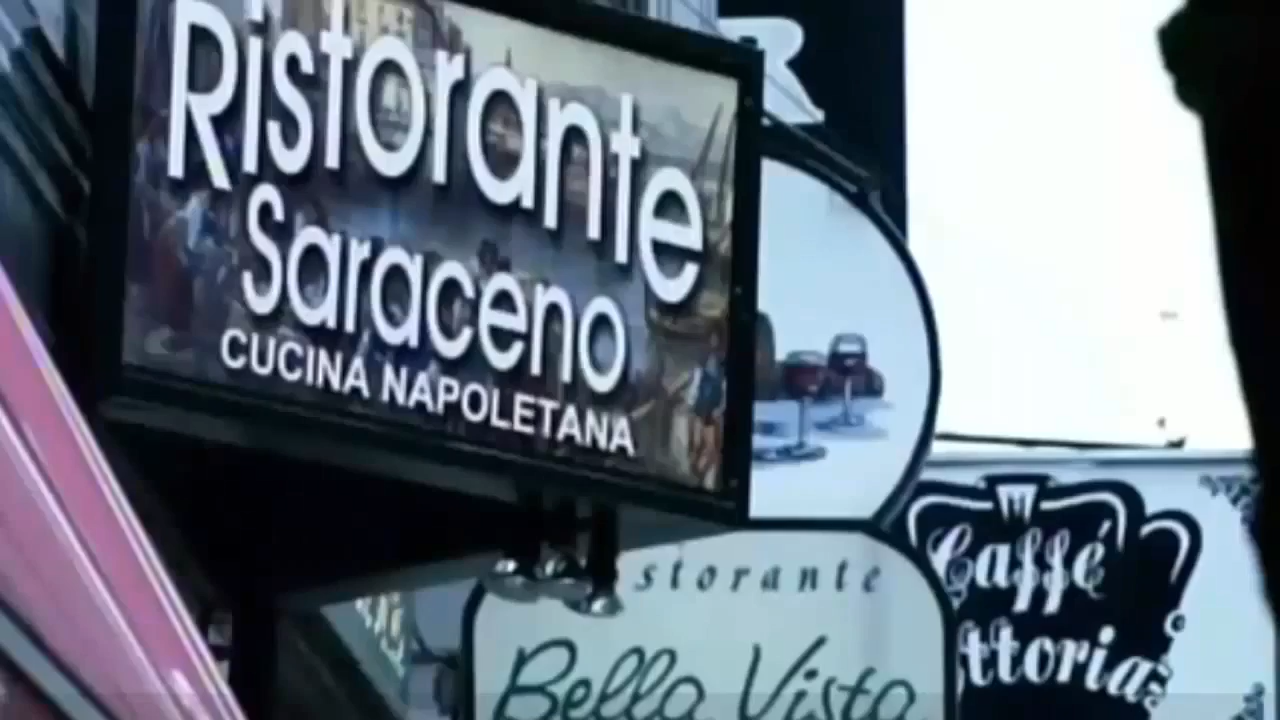 Ristorante
Saraceno
CUCINA NAPOLETANA
R
storante
Bella Vista
Caffé
ttoria